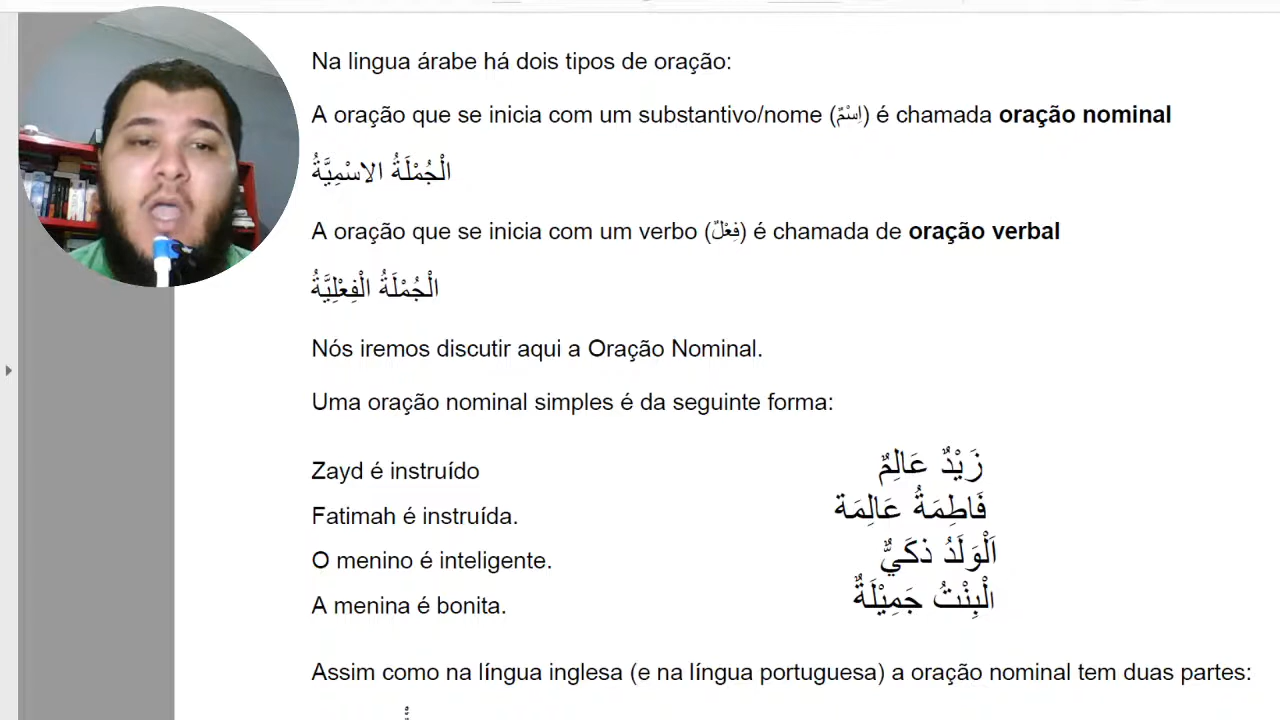 Na lingua árabe há dois tipos de oração:
A oração que se inicia com um substantivo/nome (اِسْمٌ) é chamada oração nominal
الْجُمْلَةُ الاسْمِيَّةُ
A oração que se inicia com um verbo (فِعْلٌ) é chamada de oração verbal
الْجُمْلَةُ الْفِعْلِيَّةُ
Nós iremos discutir aqui a Oração Nominal.
Uma oração nominal simples é da seguinte forma:
Zayd é instruído زَيْدٌ عَالِمٌ
Fatimah é instruída. فَاطِمَةُ عَالِمَة
O menino é inteligente. اَلْوَلَدُ ذكَيٌّ
A menina é bonita. الْبِنْتُ جَمِيْلَةٌ
Assim como na língua inglesa (e na língua portuguesa) a oração nominal tem duas partes: